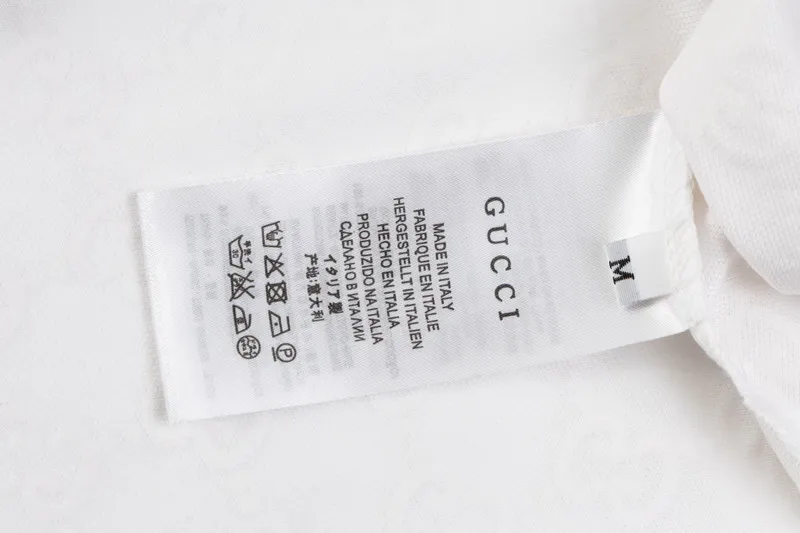 GUCCI
MADE IN ITALY
FABRIQUE EN ITALIE
HERGESTELLT IN ITALIEN
HECHO EN ITALIA
PRODUZIDO NA ITALIA
СДЕЛАНО В ИТАЛИИ
イタリア製
产地:意大利
M